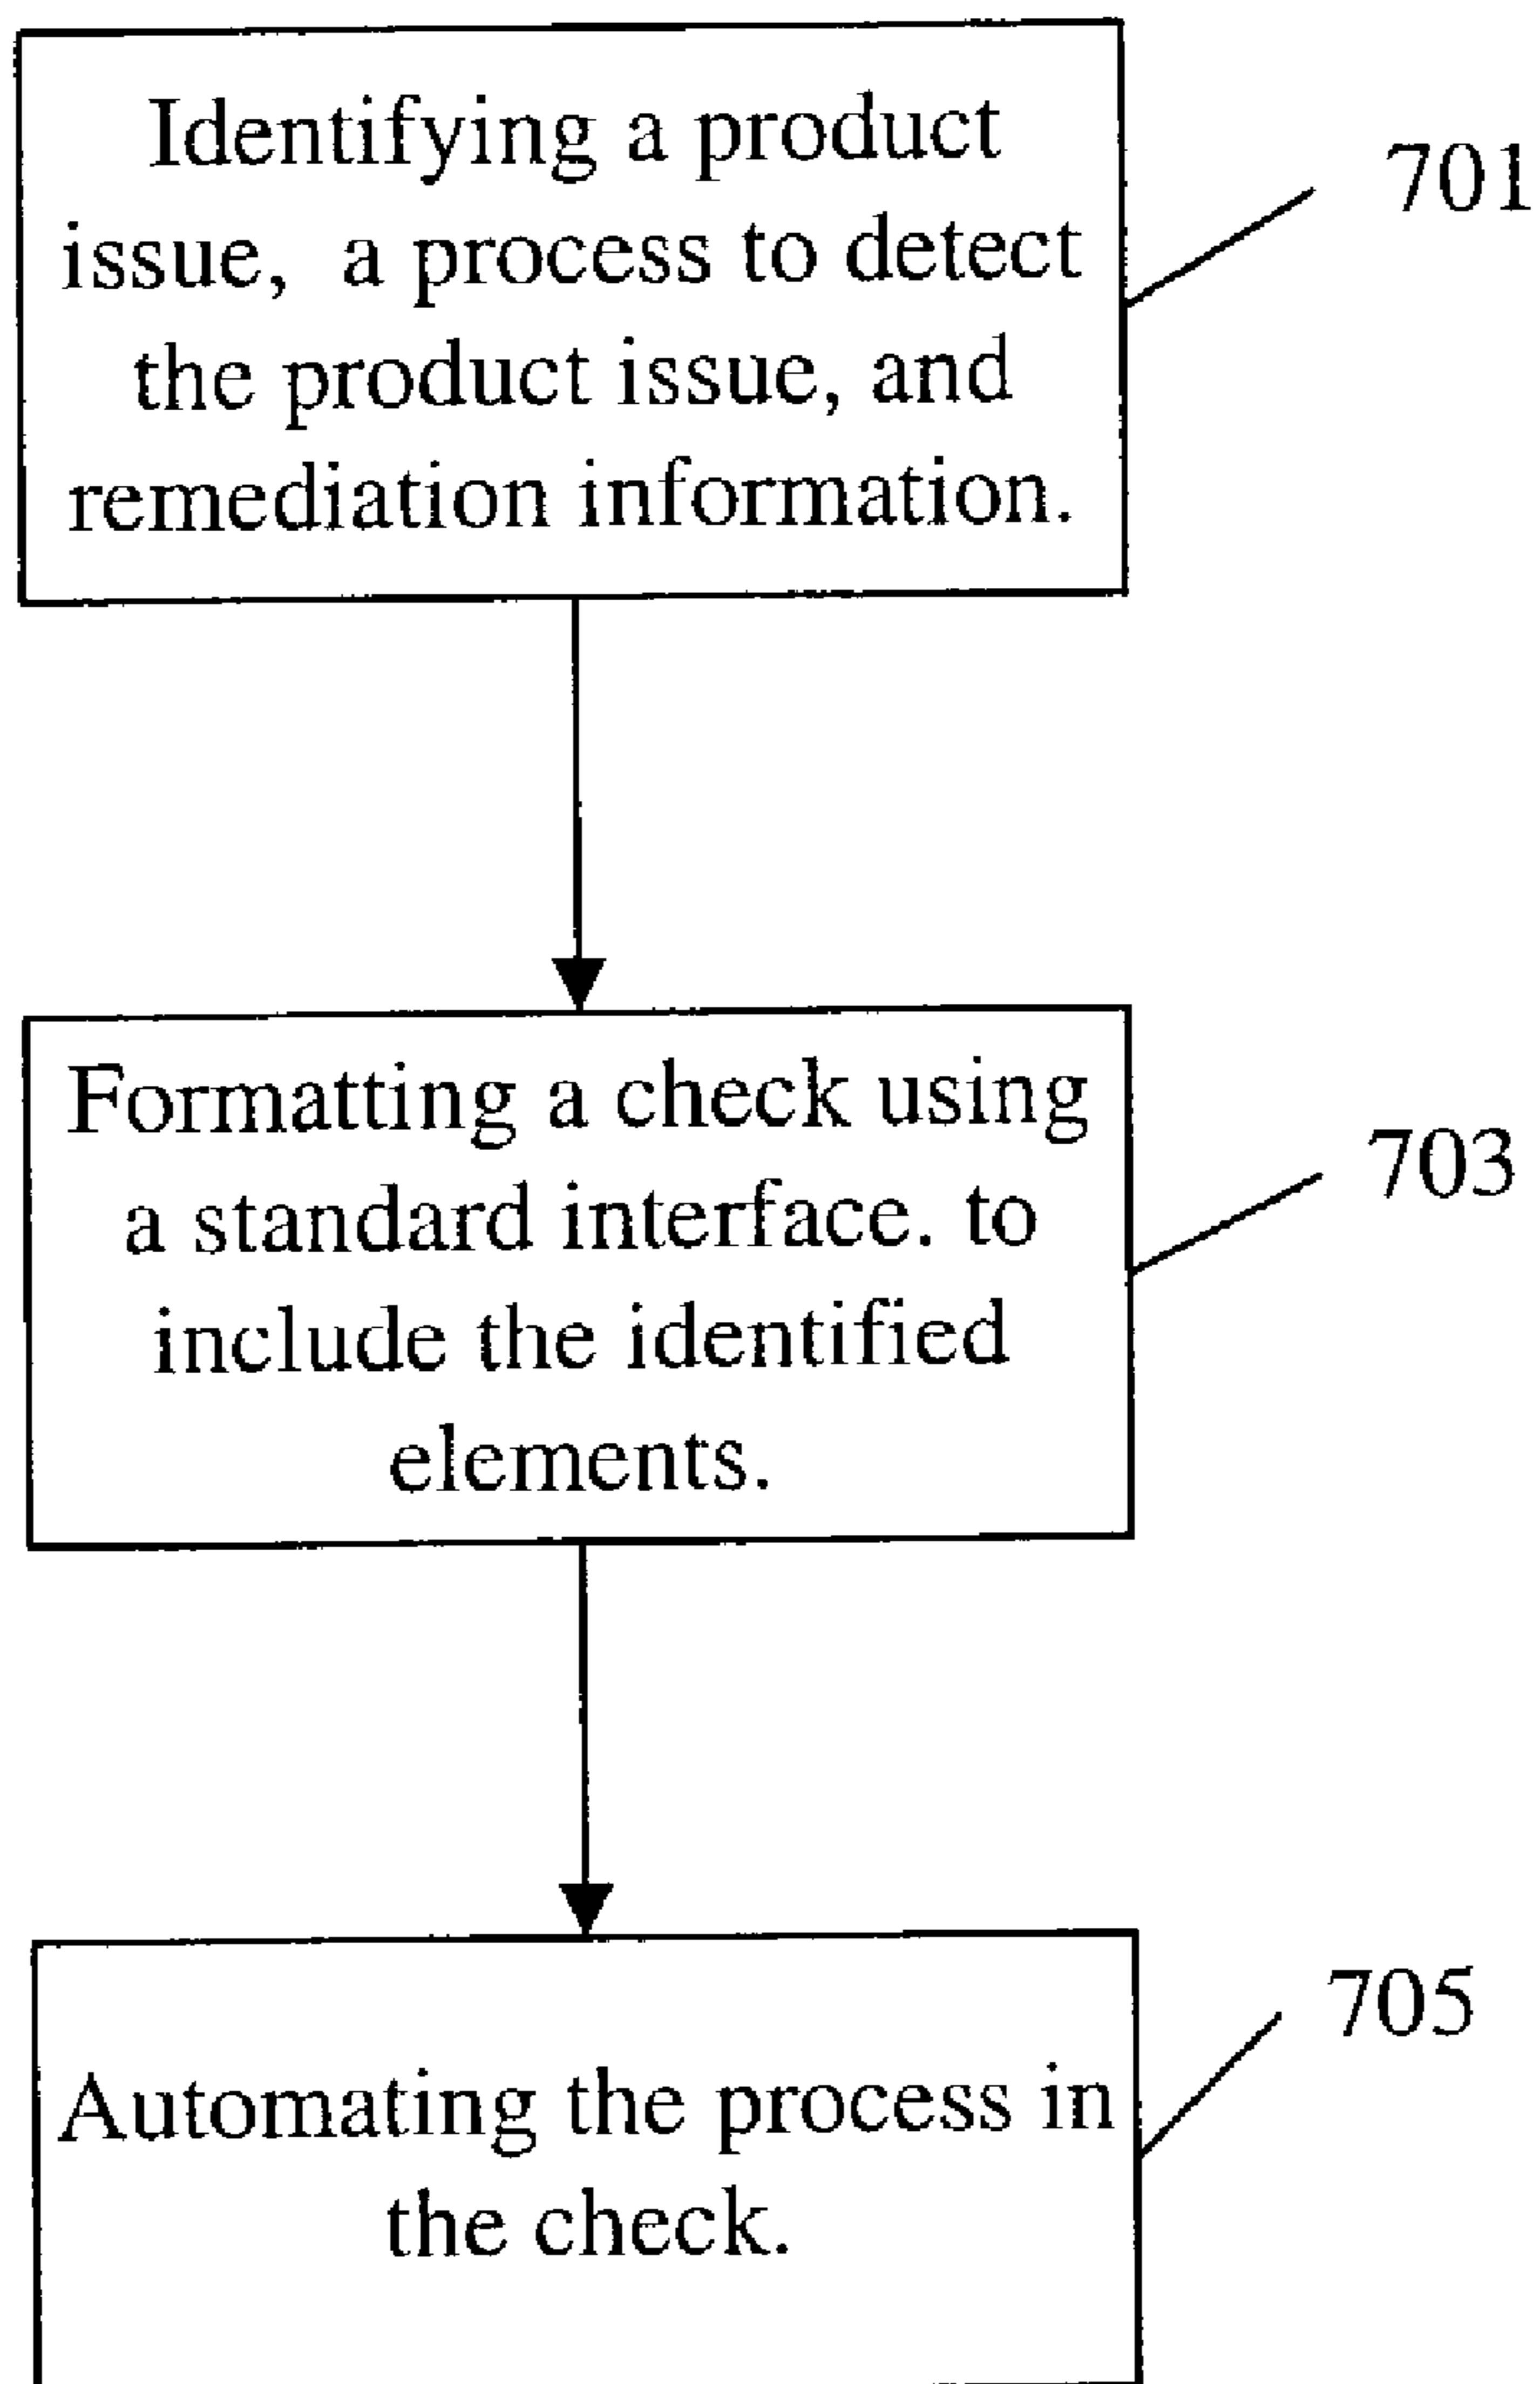 Identifying a product
issue, a process to detect
the product issue, and
remediation information.
701
Formatting a check using
a standard interface. to
include the identified
elements.
703
Automating the process in
the check.
705